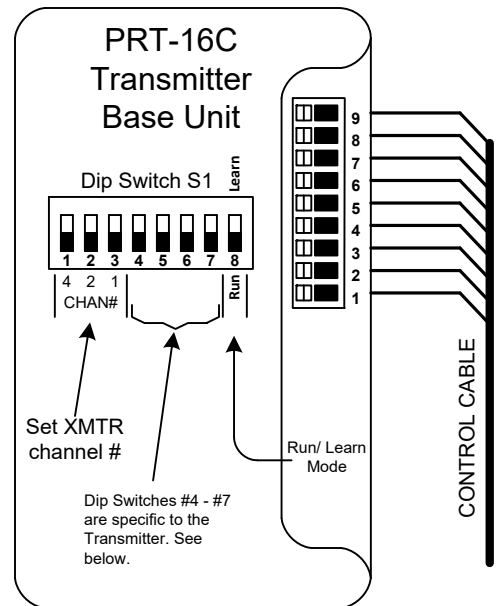 PRT-16C
Transmitter
Base Unit
Dip Switch S1
Learn
1 2 3 4 5 6 7 8
4 2 1
CHAN#
Run
9
8
7
6
5
4
3
2
1
Set XMTR
channel #
Run/ Learn
Mode
Dip Switches #4 - #7
are specific to the
Transmitter. See
below.
CONTROL CABLE